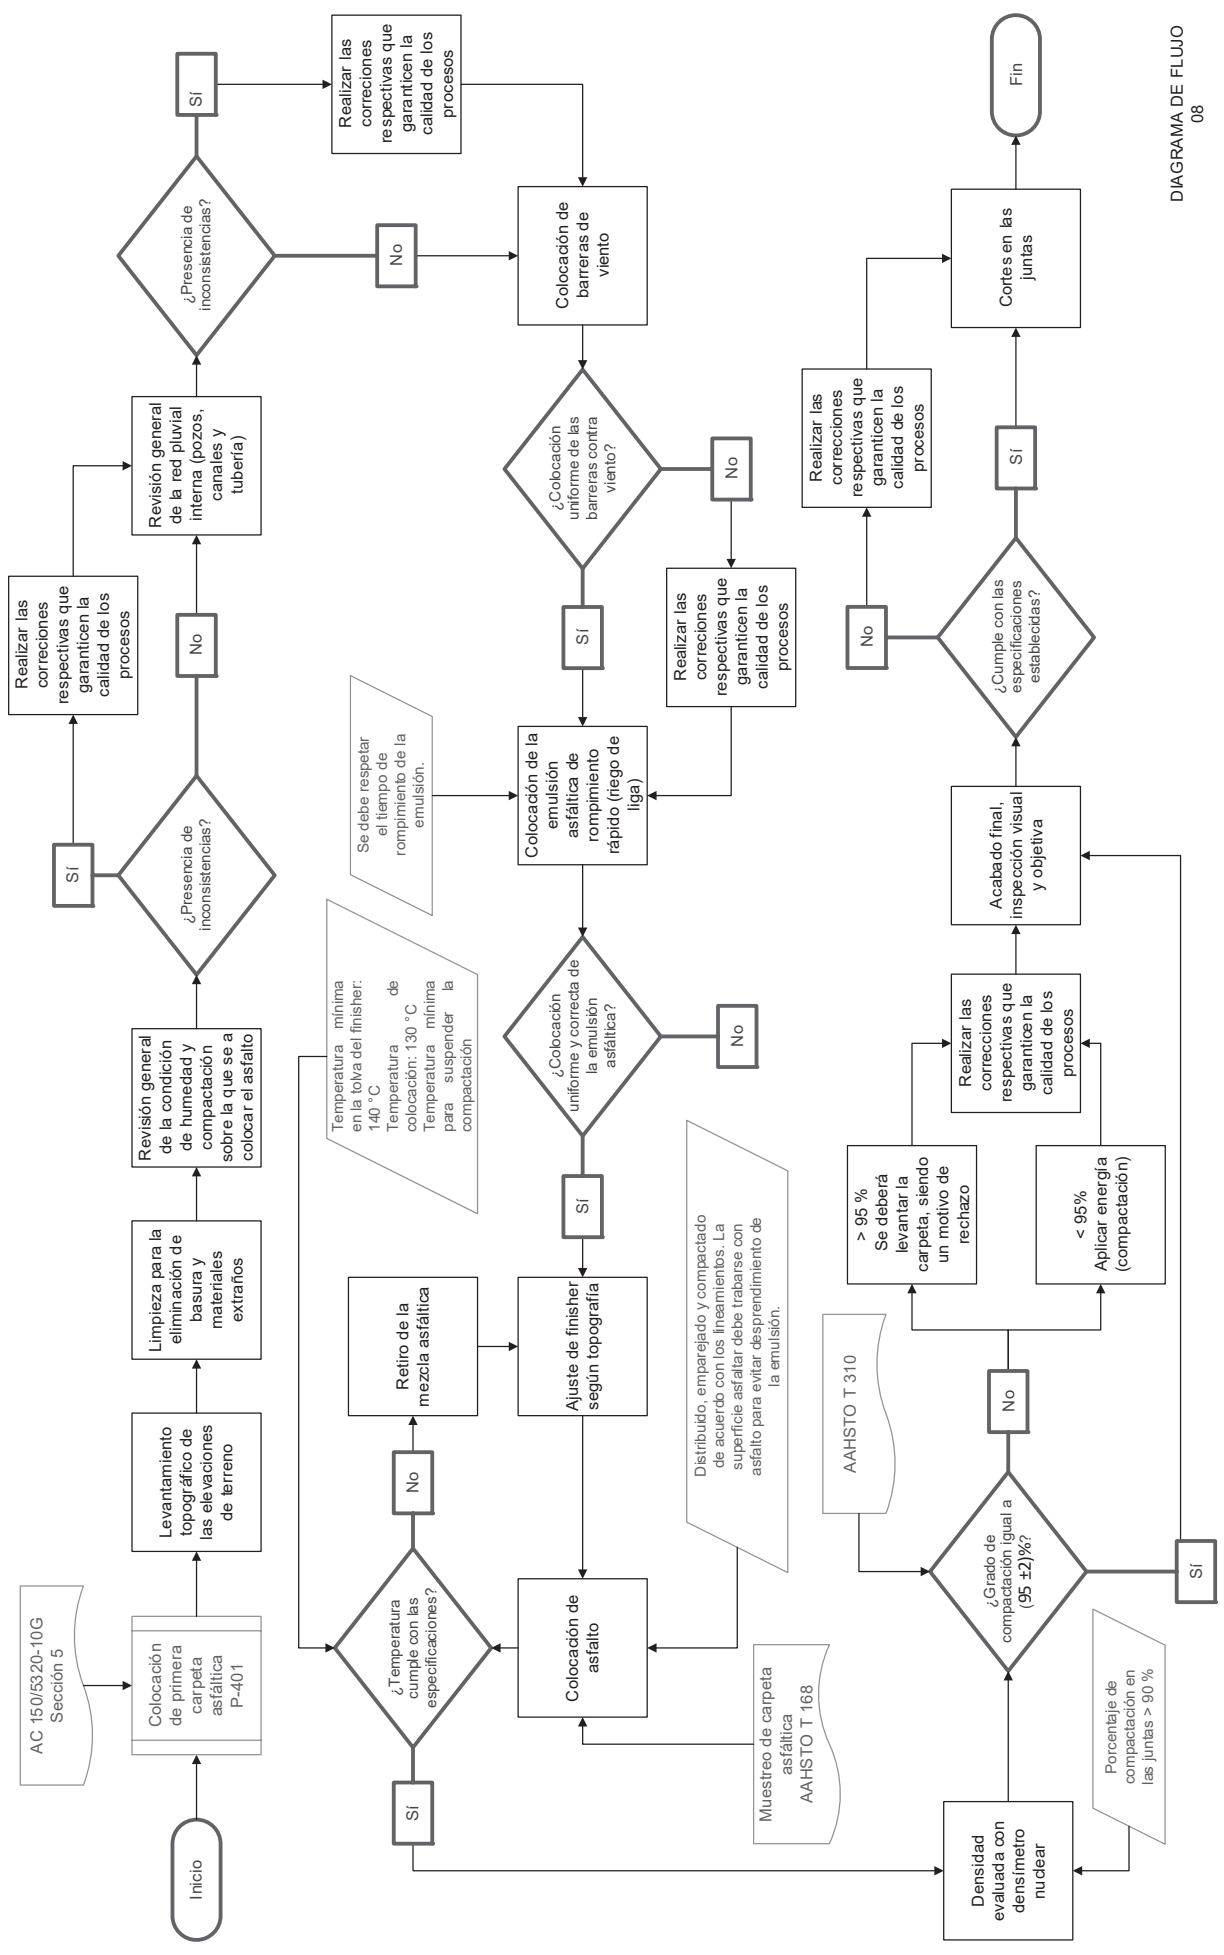 AC 150/5320-10G
Sección 5
Inicio
Colocación
de primera
carpeta
asfáltica
P-401
Levantamiento
topográfico de
las elevaciones
de terreno
Limpieza para la
eliminación de
basura y
materiales
extraños
Revisión general
de la condición
de humedad y
compactación
sobre la que se a
colocar el asfalto
¿Presencia de
inconsistencias?
Sí
Realizar las
correciones
respectivas que
garanticen la
calidad de los
procesos
No
Revisión general
de la red pluvial
interna (pozos,
canales y
tubería)
¿Presencia de
inconsistencias?
Sí
Realizar las
correciones
respectivas que
garanticen la
calidad de los
procesos
No
Colocación de
barreras de
viento
¿Colocación
uniforme de las
barreras contra
viento?
No
Realizar las
correciones
respectivas que
garanticen la
calidad de los
procesos
Sí
Se debe respetar
el tiempo de
rompimiento de la
emulsión.
Colocación de la
emulsión
asfáltica de
rompimiento
rápido (riego de
liga)
¿Colocación
uniforme y correcta de
la emulsión
asfáltica?
No
Sí
Temperatura mínima
en la tolva del finisher:
140 °C
Temperatura de
colocación: 130 °C
Temperatura mínima
para suspender la
compactación
Ajuste de finisher
según topografía
Retiro de la
mezcla asfáltica
No
¿Temperatura
cumple con las
especificaciones?
Sí
Colocación de
asfalto
Distribuido, emparejado y compactado
de acuerdo con los lineamientos. La
superficie asfaltar debe trabarse con
asfalto para evitar desprendimiento de
la emulsión.
Muestreo de carpeta
asfáltica
AAHSTO T 168
Densidad
evaluada con
densímetro
nuclear
Porcentaje de
compactación en
las juntas > 90 %
AAHSTO T 310
¿Grado de
compactación igual a
(95 ±2)%?
Sí
No
> 95 %
Se deberá
levantar la
carpeta, siendo
un motivo de
rechazo
< 95%
Aplicar energía
(compactación)
Realizar las
correcciones
respectivas que
garanticen la
calidad de los
procesos
Acabado final,
inspección visual
y objetiva
¿Cumple con las
especificaciones
establecidas?
No
Realizar las
correcciones
respectivas que
garanticen la
calidad de los
procesos
Sí
Cortes en las
juntas
Fin
DIAGRAMA DE FLUJO
08